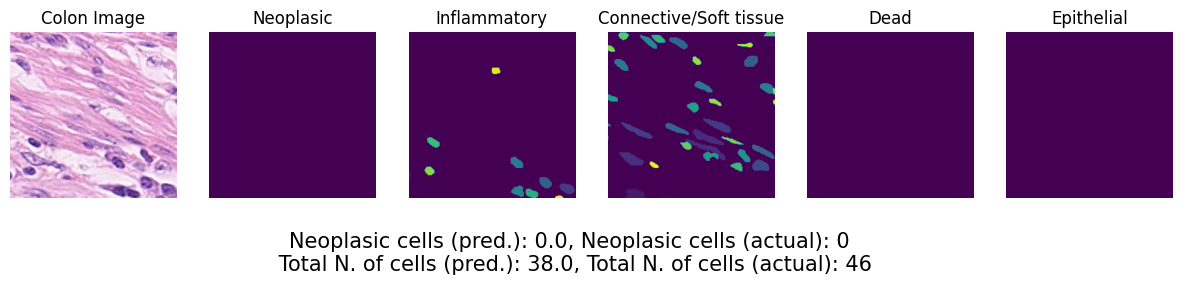 Colon Image
Neoplasic
Inflammatory
Connective/Soft tissue
Dead
Epithelial
Neoplasic cells (pred.): 0.0, Neoplasic cells (actual): 0
Total N. of cells (pred.): 38.0, Total N. of cells (actual): 46